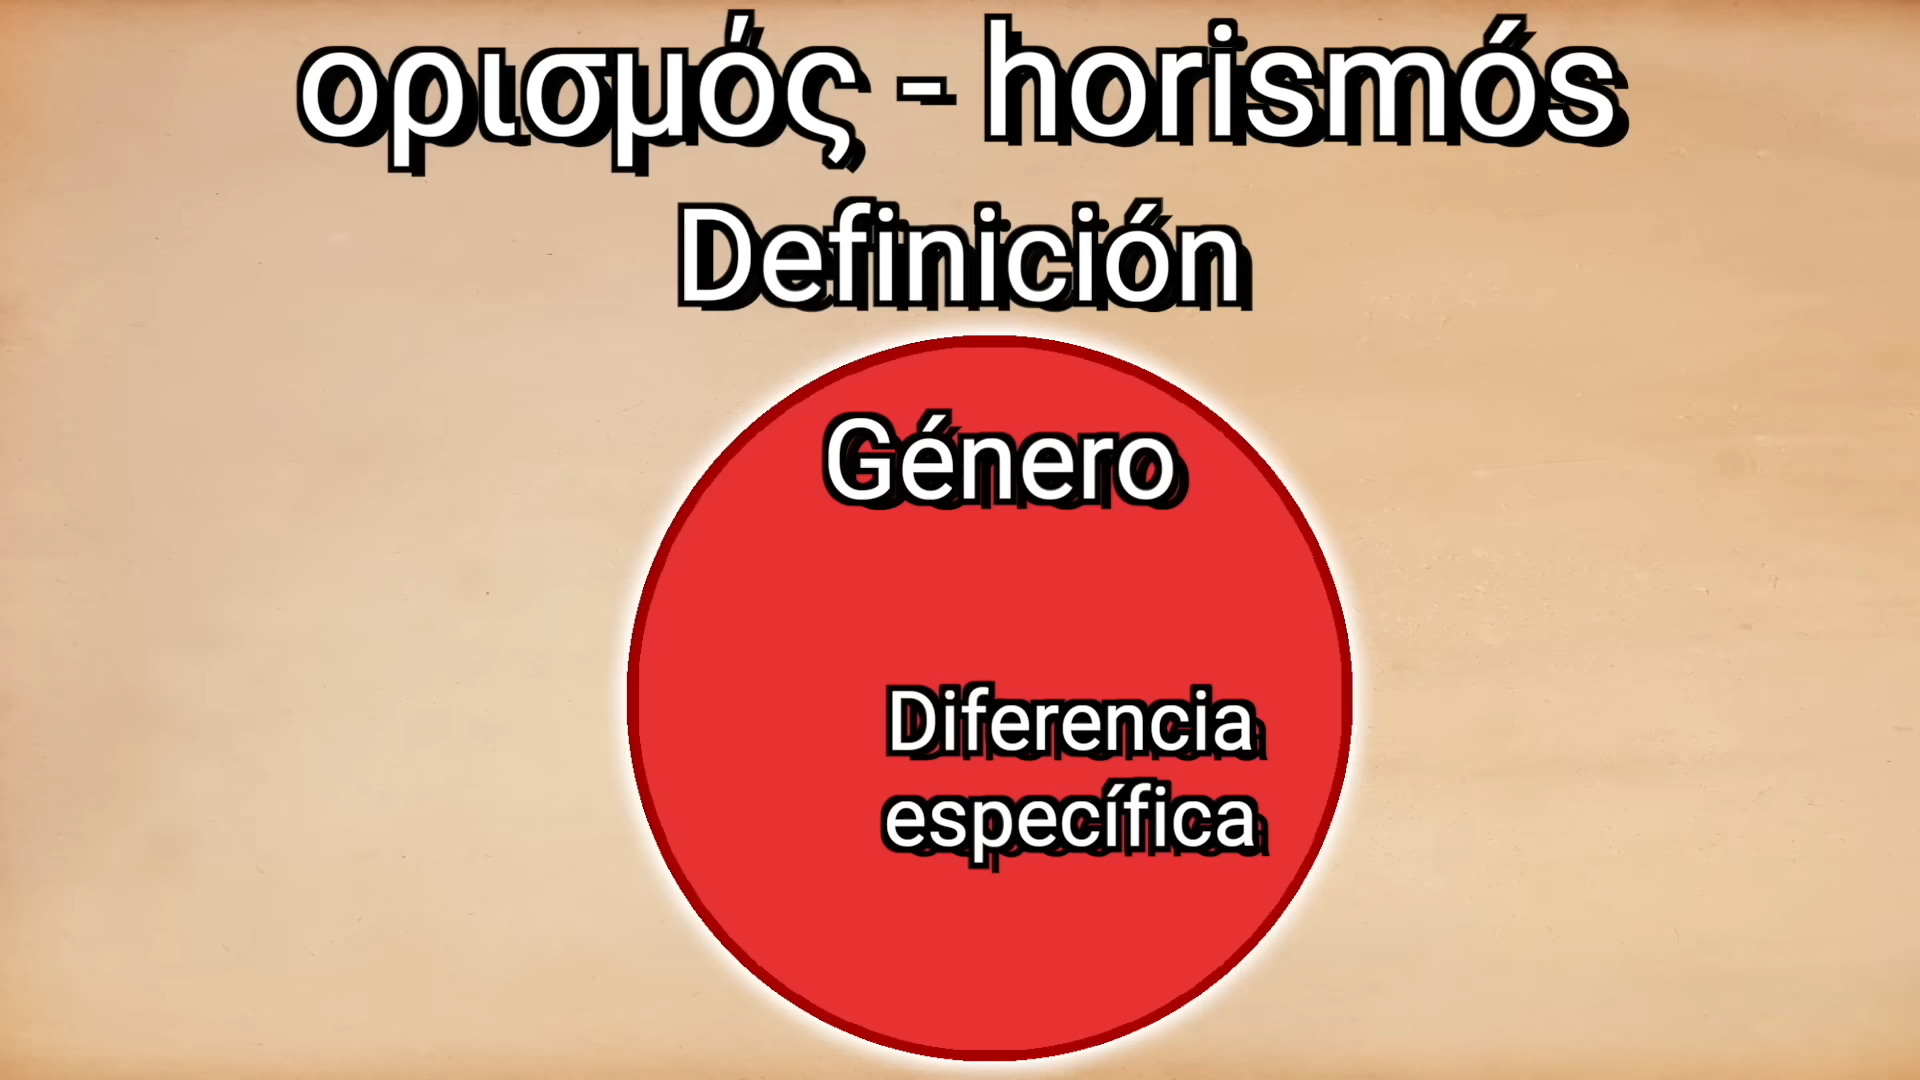 ορισμός - horismós
Definición
Género
Diferencia
específica